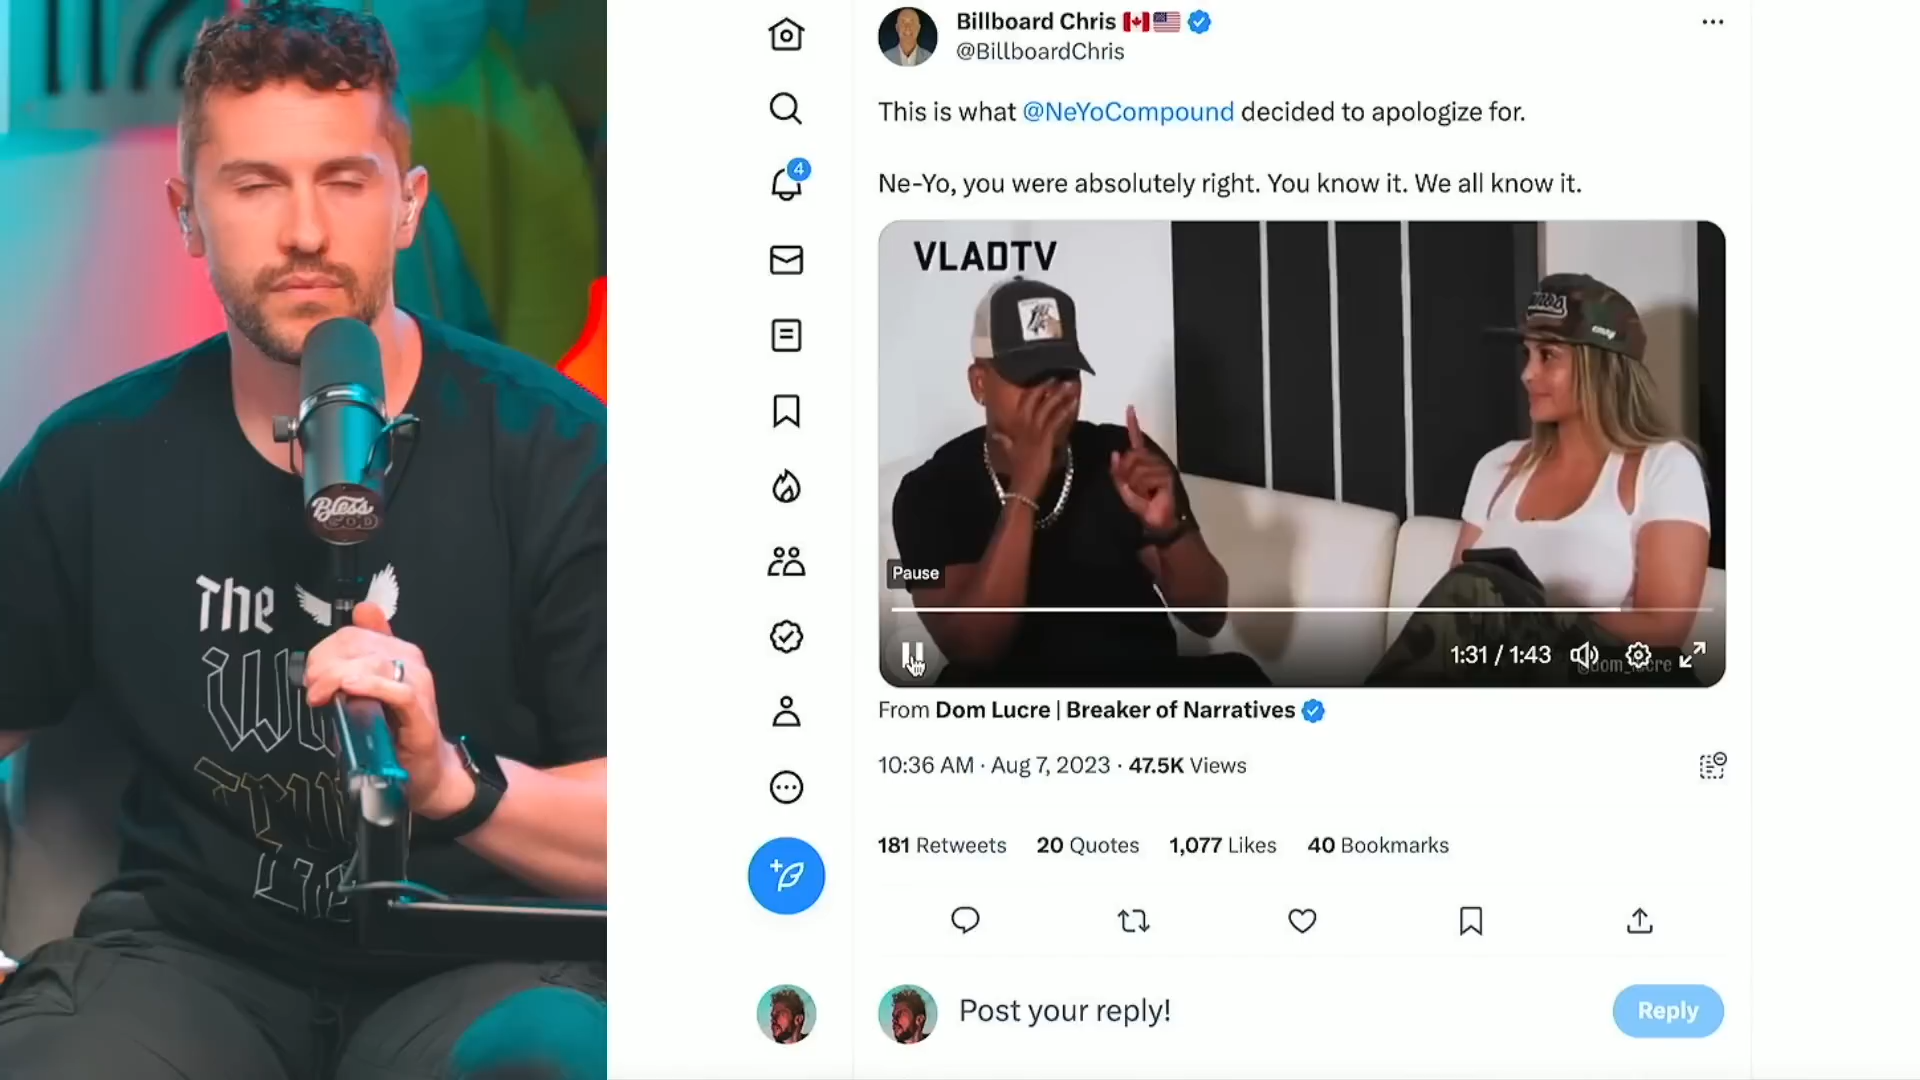 Billboard Chris
@BillboardChris
This is what @NeYoCompound decided to apologize for.
Ne-Yo, you were absolutely right. You know it. We all know it.
4
VLADTV
Pause
1:31 / 1:43
From Dom Lucre | Breaker of Narratives
10:36 AM · Aug 7, 2023 · 47.5K Views
181 Retweets 20 Quotes 1,077 Likes 40 Bookmarks
Post your reply!
Reply
Bless
GOD
The